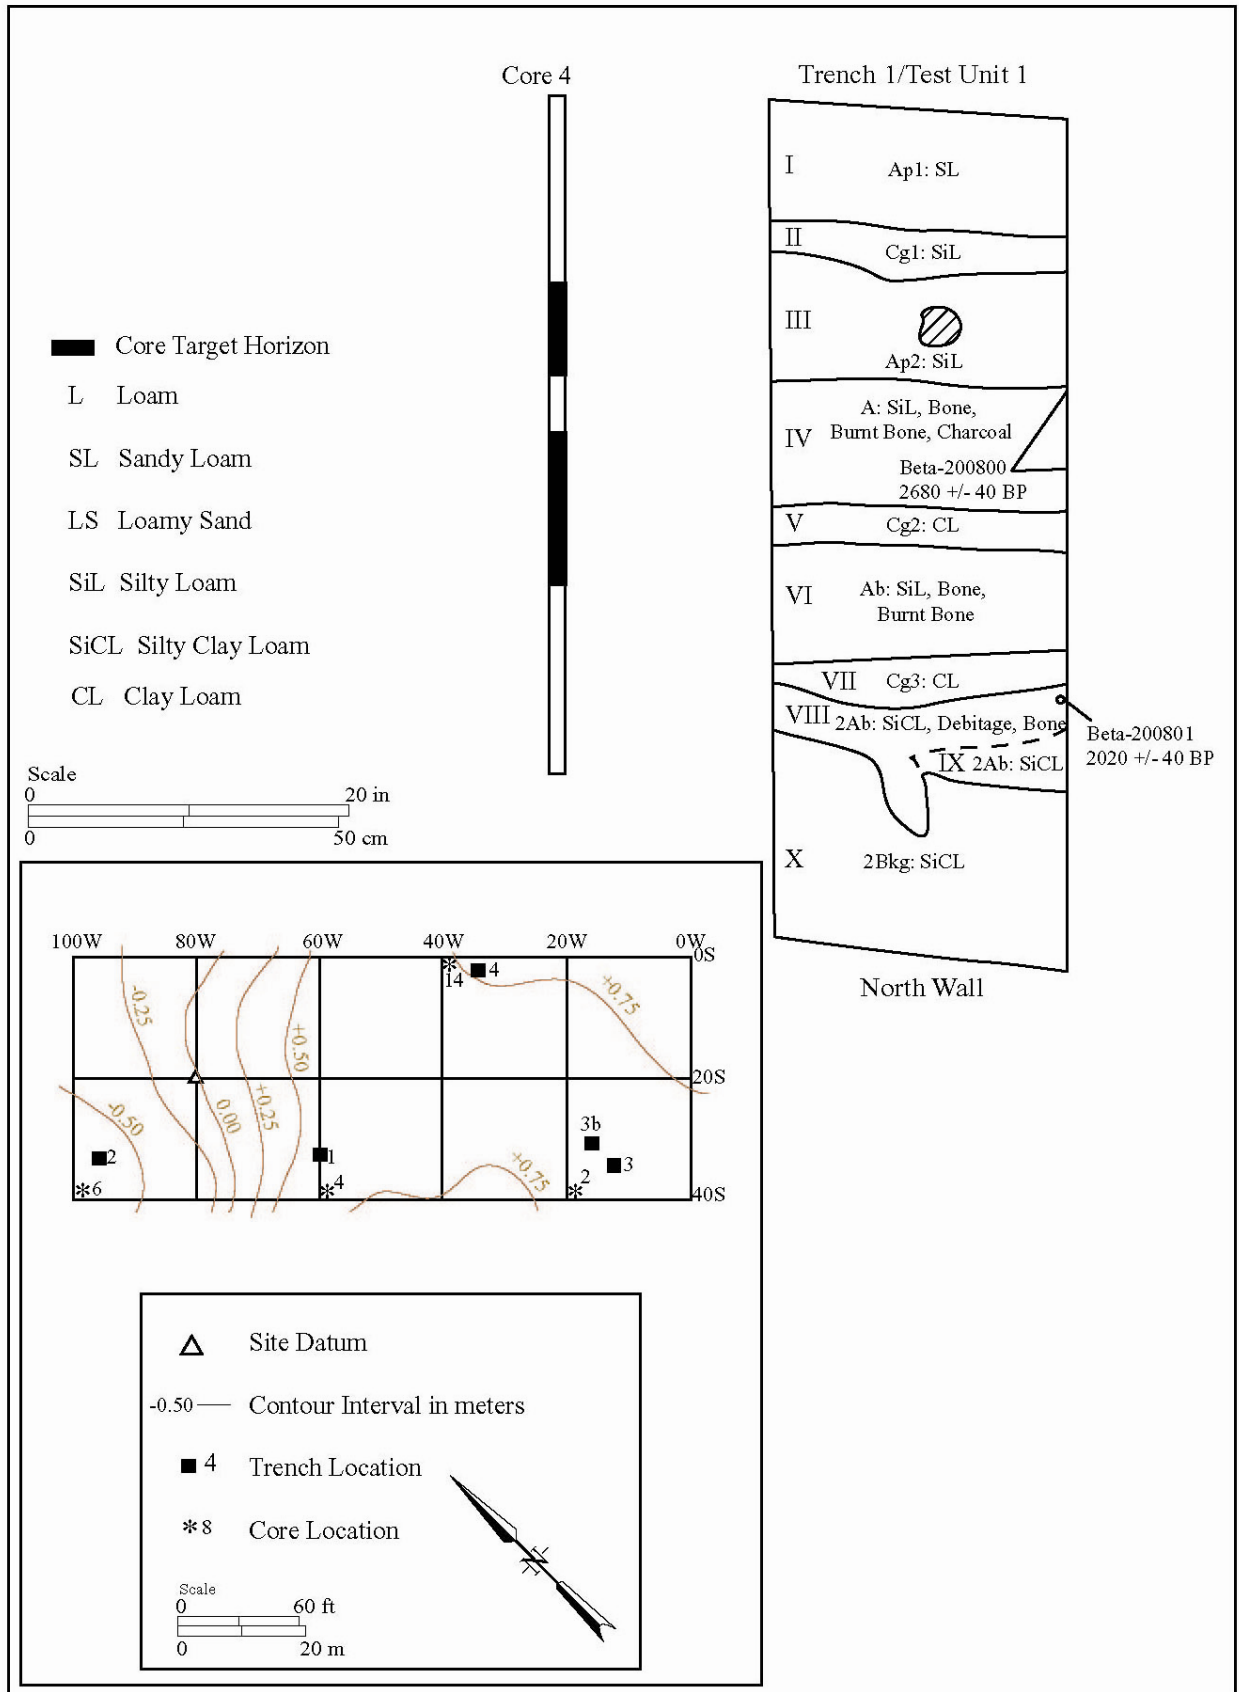 Core 4
Trench 1/Test Unit 1
I
Ap1: SL
II
Cg1: SiL
III
Ap2: SiL
IV
A: SiL, Bone,
Burnt Bone, Charcoal
Beta-200800
2680 +/- 40 BP
V
Cg2: CL
VI
Ab: SiL, Bone,
Burnt Bone
VII
Cg3: CL
VIII
2Ab: SiCL, Debitage, Bone
Beta-200801
2020 +/- 40 BP
IX 2Ab: SiCL
X
2Bkg: SiCL
North Wall
Core Target Horizon
L Loam
SL Sandy Loam
LS Loamy Sand
SiL Silty Loam
SiCL Silty Clay Loam
CL Clay Loam
Scale
0 20 in
0 50 cm
100W 80W 60W 40W 20W 0W
0S
14 4
-0.25
+0.50
+0.75
20S
-0.50
0.00
+0.25
3b
2
1
3
6
4
+0.75
2
40S
Site Datum
-0.50 Contour Interval in meters
4 Trench Location
8 Core Location
N
Scale
0 60 ft
0 20 m